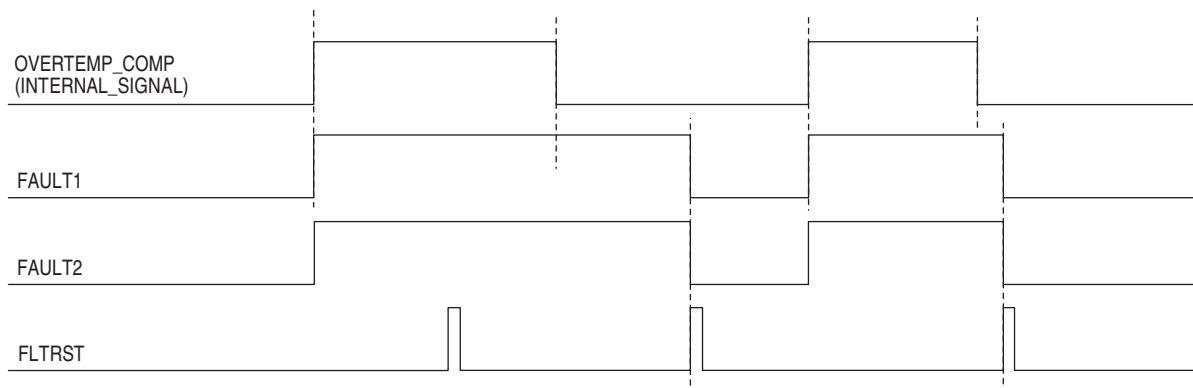 OVERTEMP_COMP
(INTERNAL_SIGNAL)
FAULT1
FAULT2
FLTRST